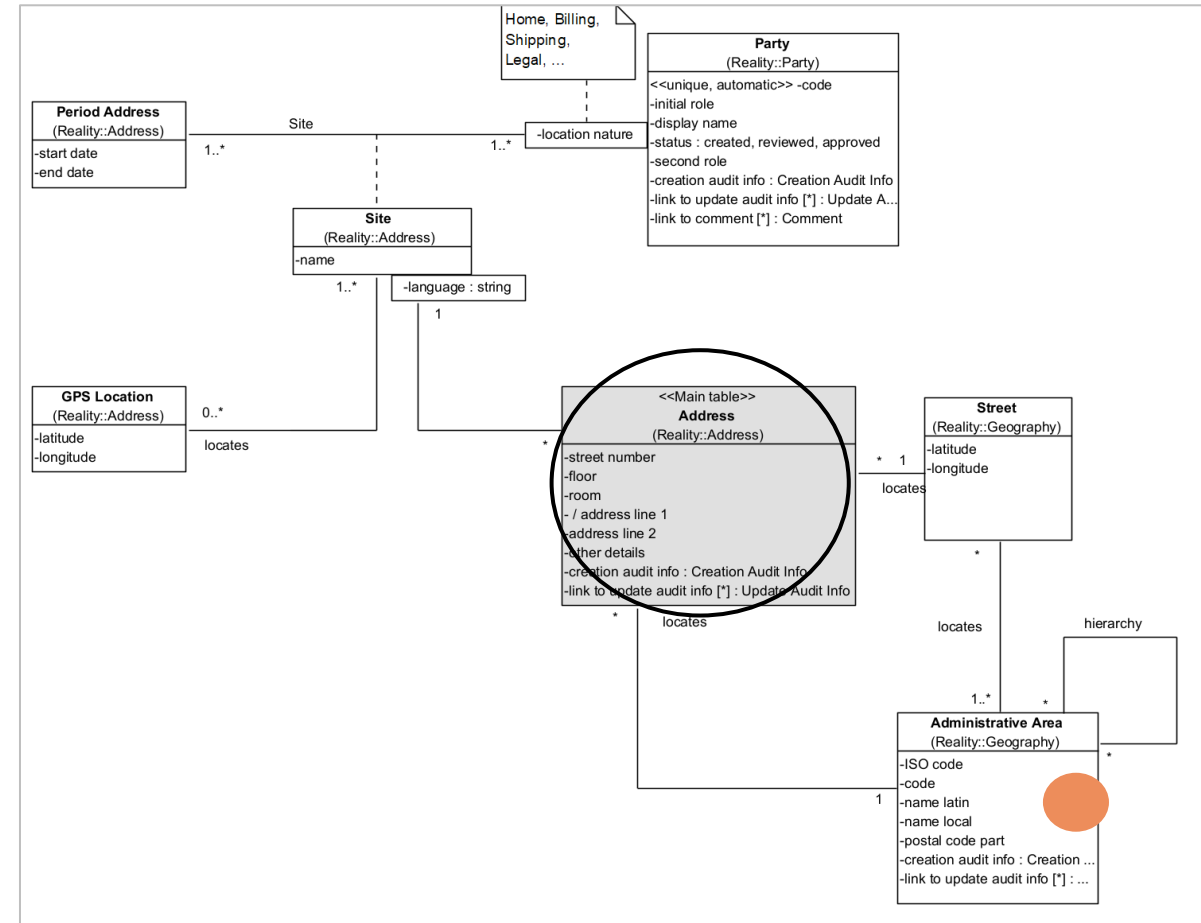 Home, Billing,
Shipping,
Legal, ...
Party
(Reality::Party)
<<unique, automatic>> -code
-initial role
-display name
-status : created, reviewed, approved
-second role
-creation audit info : Creation Audit Info
-link to update audit info [*] : Update A...
-link to comment [*] : Comment
Period Address
(Reality::Address)
-start date
-end date
Site
1..*
1..*
-location nature
Site
(Reality::Address)
-name
1..*
-language : string
1
GPS Location
(Reality::Address)
-latitude
-longitude
0..*
locates
<<Main table>>
Address
(Reality::Address)
*
-street number
-floor
-room
- / address line 1
-address line 2
-other details
-creation audit info : Creation Audit Info
-link to update audit info [*] : Update Audit Info
Street
(Reality::Geography)
-latitude
-longitude
* 1
locates
*
locates
*
locates
hierarchy
1..*
*
*
1
Administrative Area
(Reality::Geography)
-ISO code
-code
-name latin
-name local
-postal code part
-creation audit info : Creation ...
-link to update audit info [*] : ...